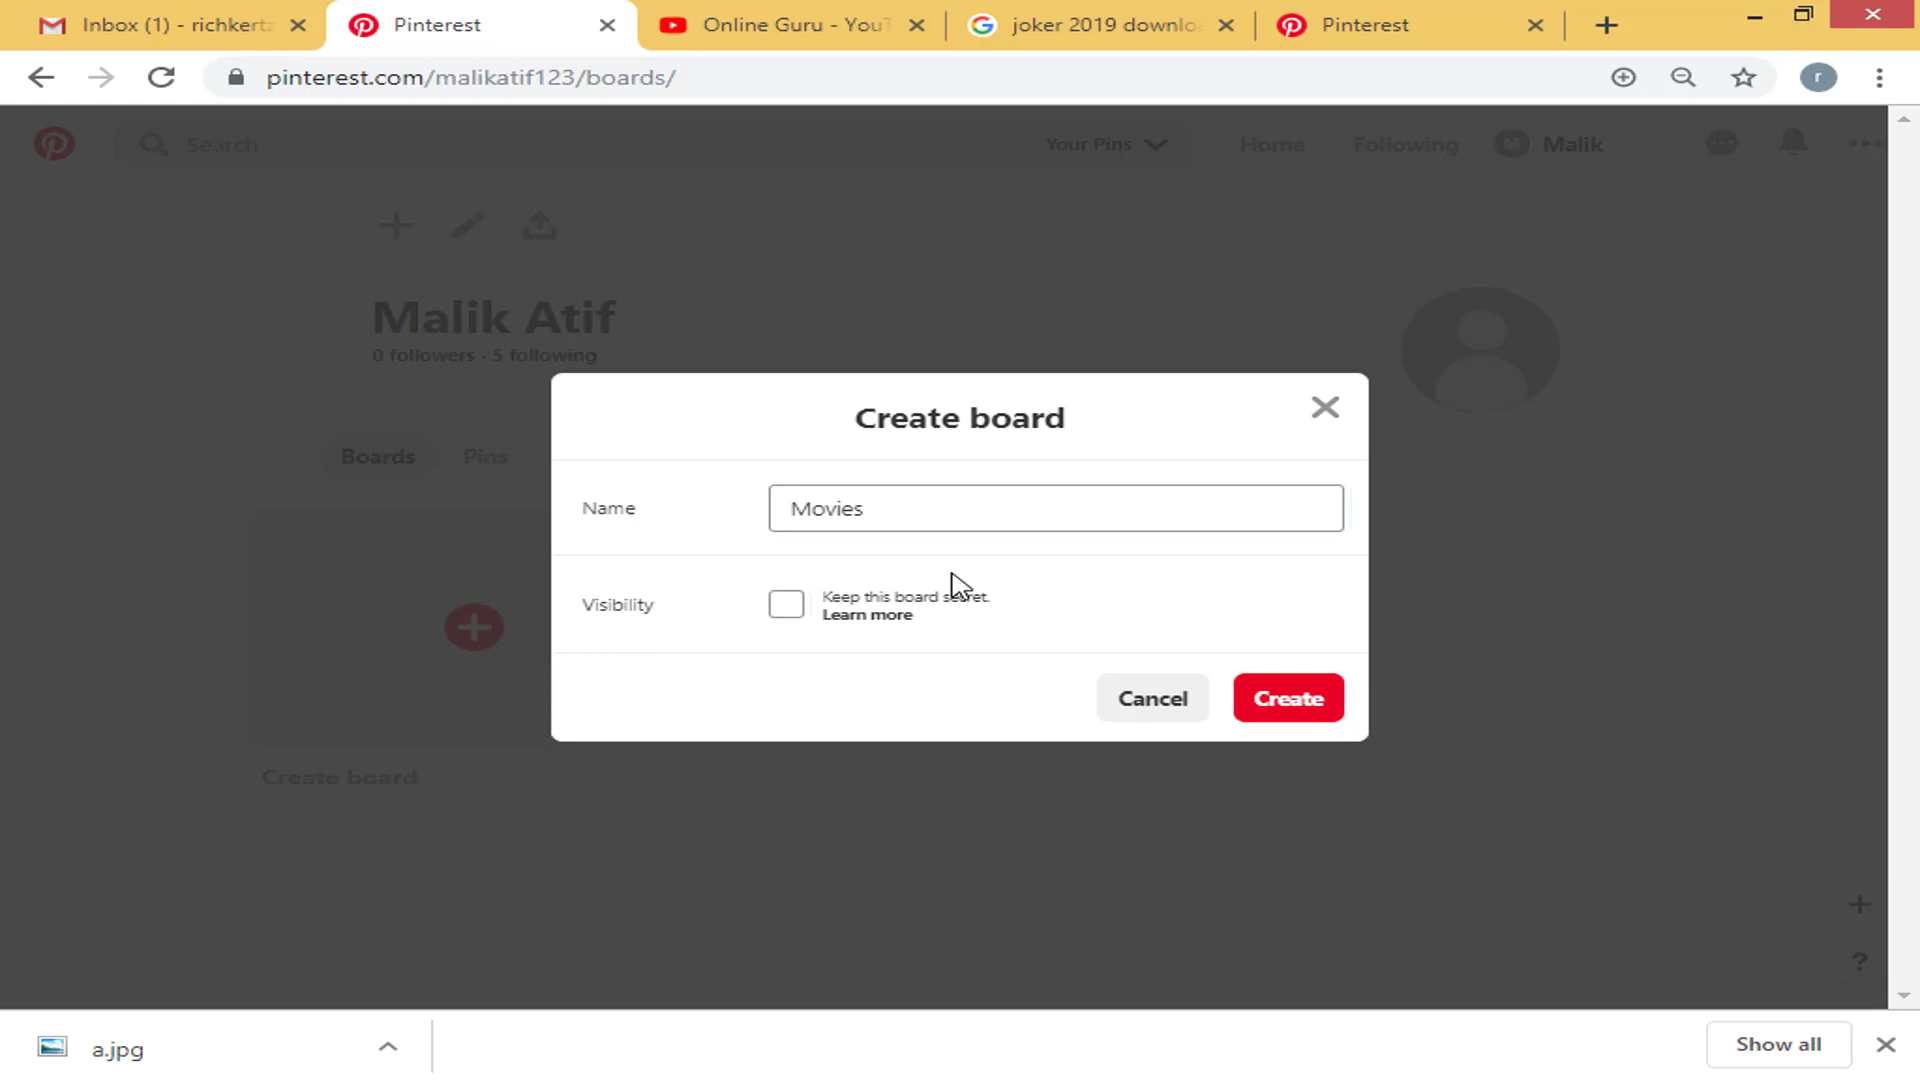 Inbox (1) - richkerta
Pinterest
Online Guru - YouT
joker 2019 downlo
Pinterest
pinterest.com/malikatif123/boards/
r
Search
Your Pins
Home
Following
M
Malik
Malik Atif
0 followers · 5 following
Boards
Pins
Create board
Name
Movies
Visibility
Keep this board secret.
Learn more
Cancel
Create
Create board
?
a.jpg
Show all